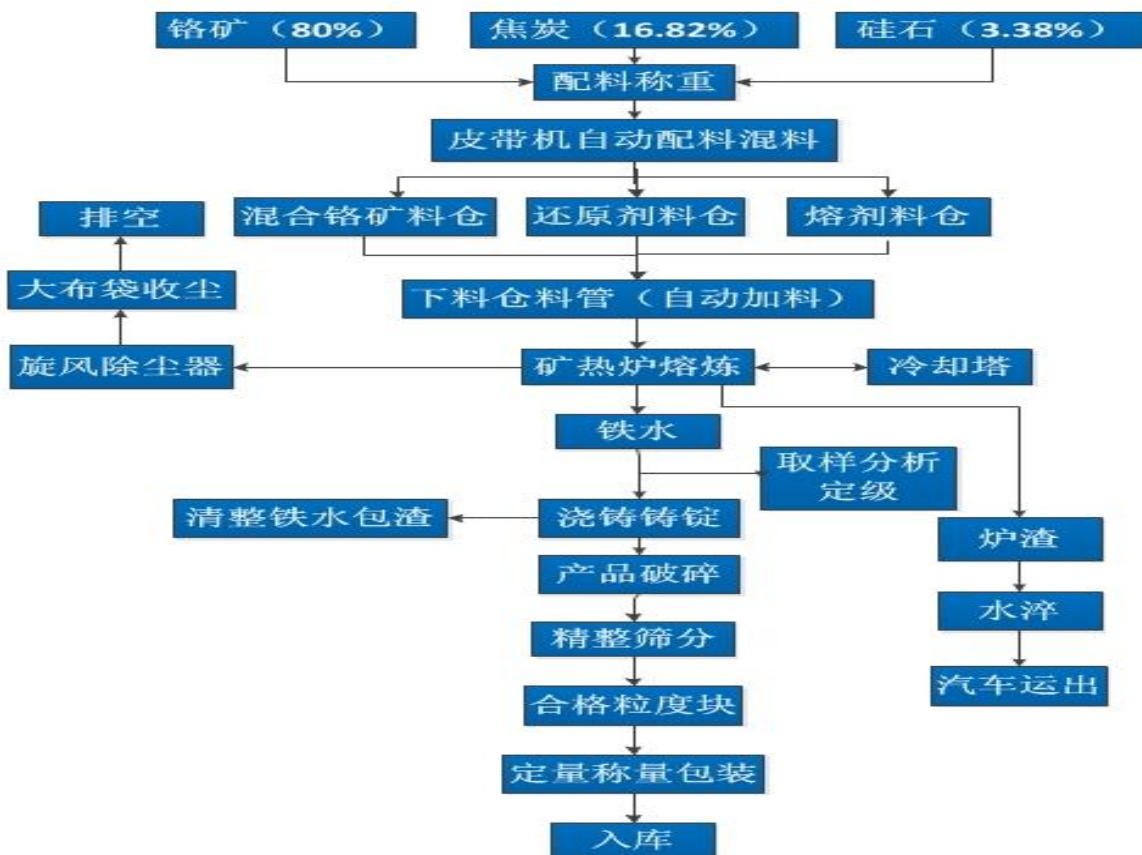 铬矿（80%）
焦炭（16.82%）
硅石（3.38%）
配料称重
皮带机自动配料混料
排空
混合铬矿料仓
还原剂料仓
熔剂料仓
大布袋收尘
下料仓料管（自动加料）
旋风除尘器
矿热炉熔炼
冷却塔
铁水
取样分析
定级
清整铁水包渣
浇铸铸锭
炉渣
产品破碎
水淬
精整筛分
汽车运出
合格粒度块
定量称量包装
入库